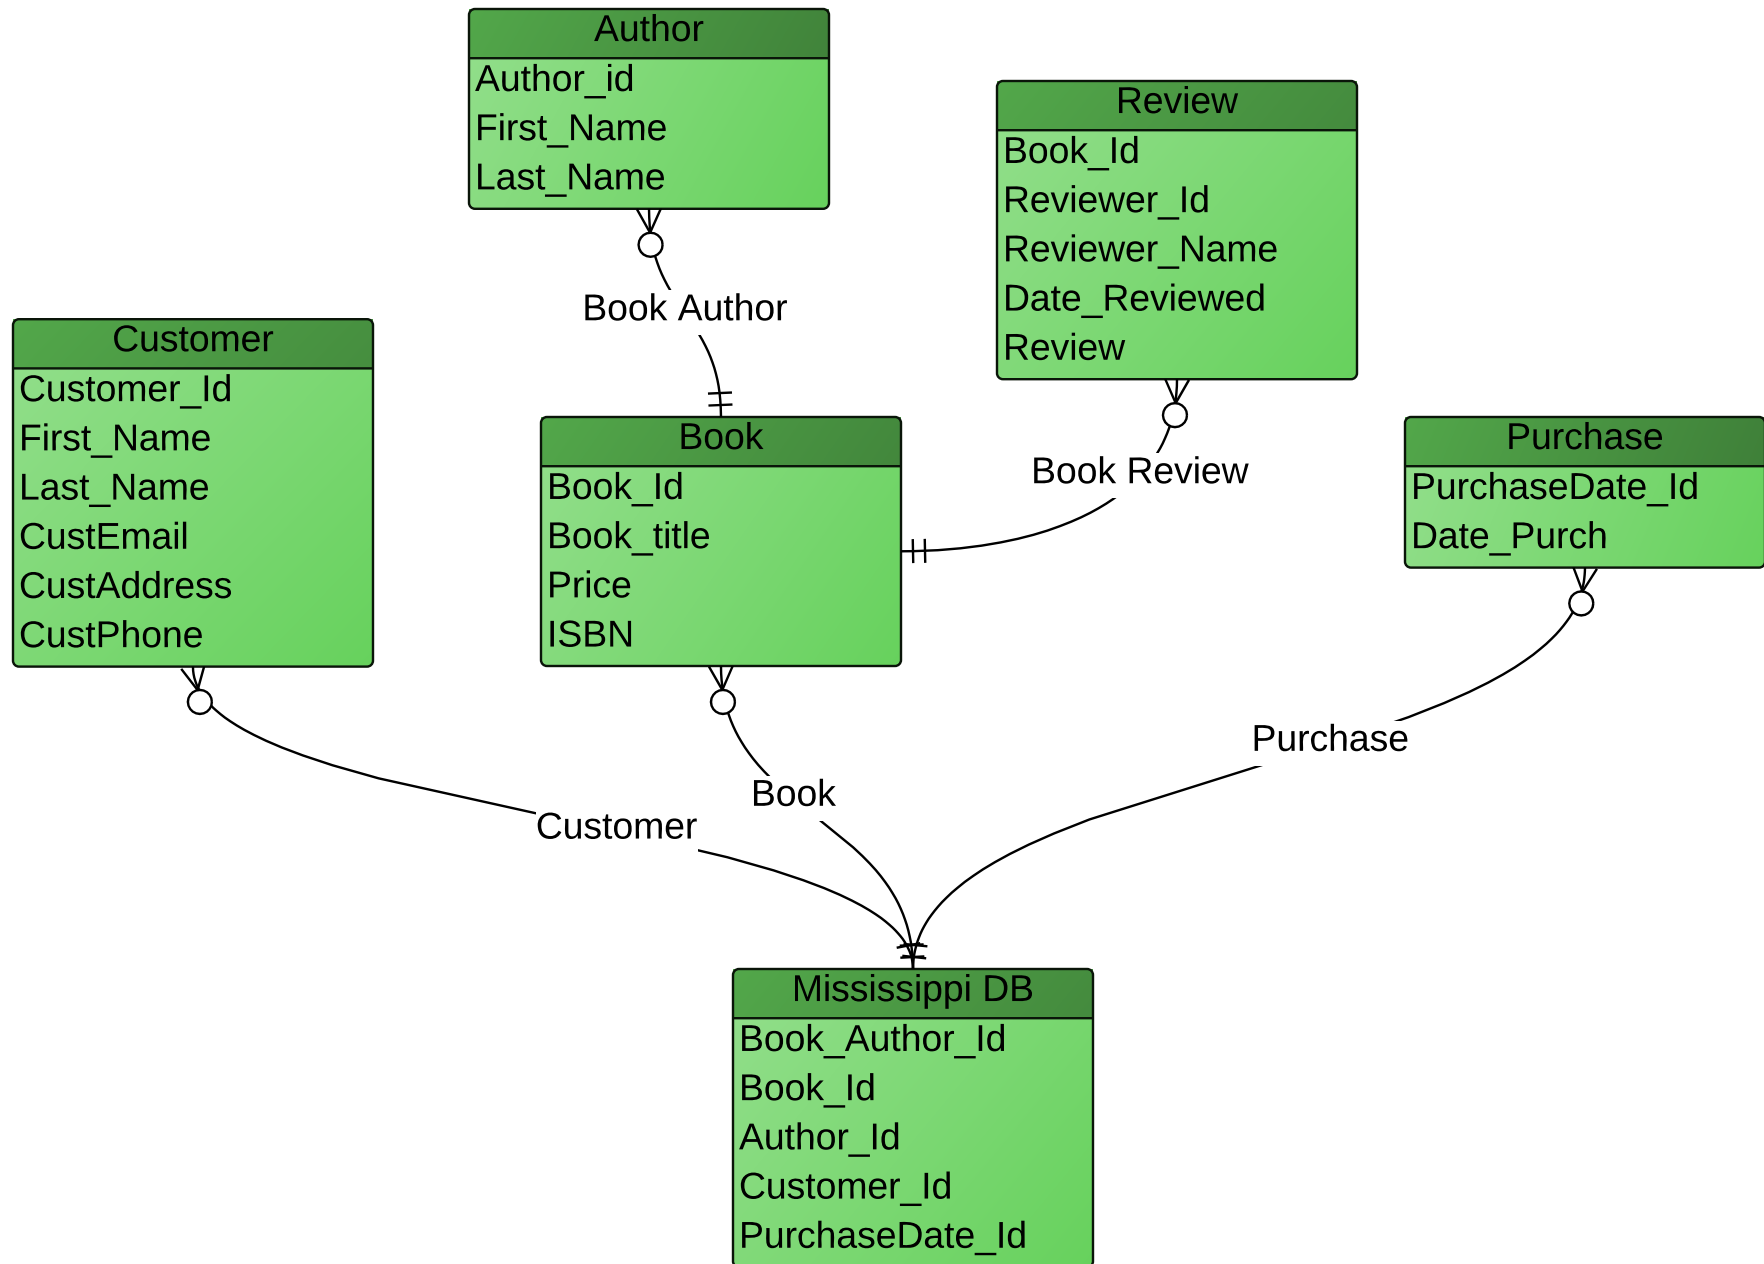 Author
Author_id
First_Name
Last_Name
Review
Book_Id
Reviewer_Id
Reviewer_Name
Date_Reviewed
Review
Book Author
Customer
Customer_Id
First_Name
Last_Name
CustEmail
CustAddress
CustPhone
Book
Book_Id
Book_title
Price
ISBN
Book Review
Purchase
PurchaseDate_Id
Date_Purch
Customer
Book
Purchase
Mississippi DB
Book_Author_Id
Book_Id
Author_Id
Customer_Id
PurchaseDate_Id